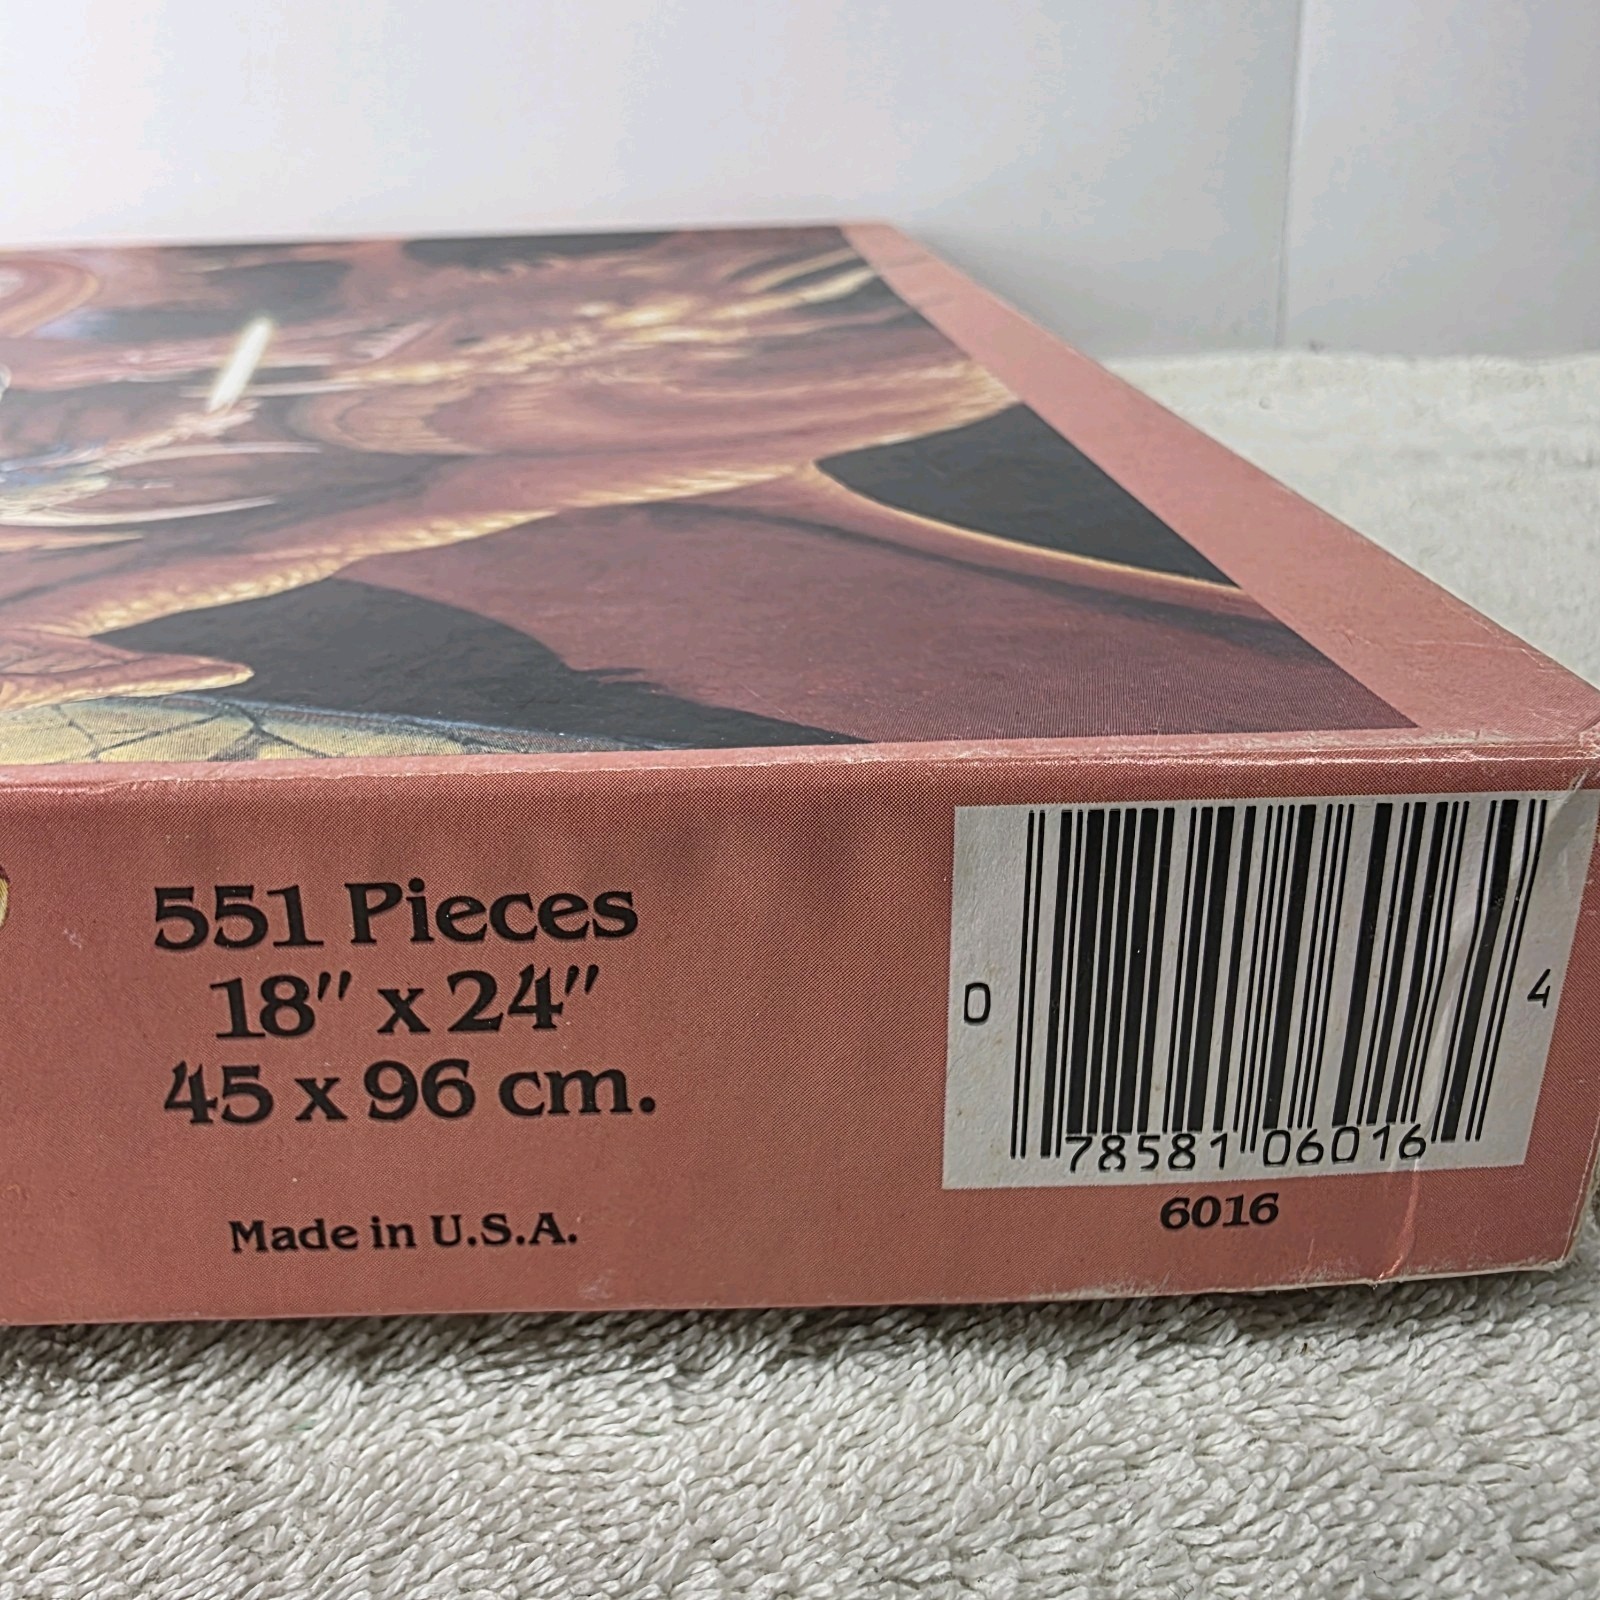 551 Pieces
18" x 24"
45 x 96 cm.
Made in U.S.A.
0 78581 06016 4
6016